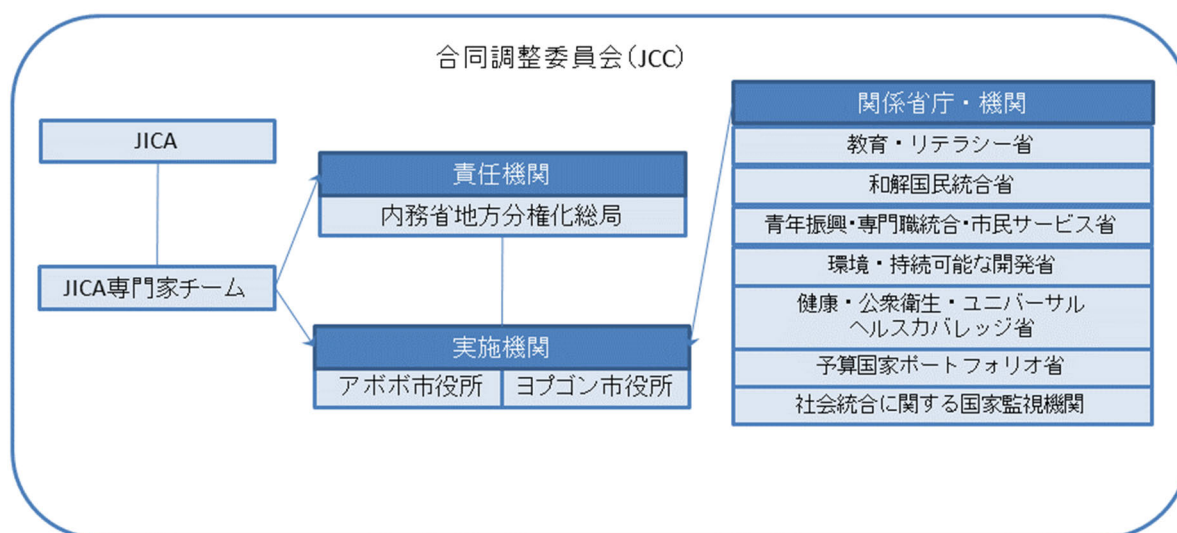 合同調整委員会(JCC)
JICA
JICA専門家チーム
責任機関
内務省地方分権化総局
実施機関
アボボ市役所
ヨプゴン市役所
関係省庁・機関
教育・リテラシー省
和解国民統合省
青年振興・専門職統合・市民サービス省
環境・持続可能な開発省
健康・公衆衛生・ユニバーサル
ヘルスカバレッジ省
予算国家ポートフォリオ省
社会統合に関する国家監視機関